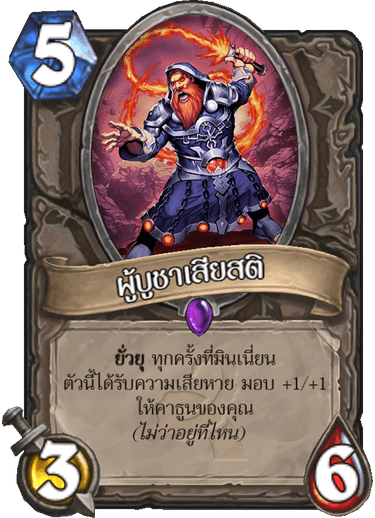 5
ผู้บูชาเสียสติ
ยั่วยุ ทุกครั้งที่มินเนี่ยน
ตัวนี้ได้รับความเสียหาย มอบ +1/+1
ให้คาธูนของคุณ
(ไม่ว่าอยู่ที่ไหน)
3
6